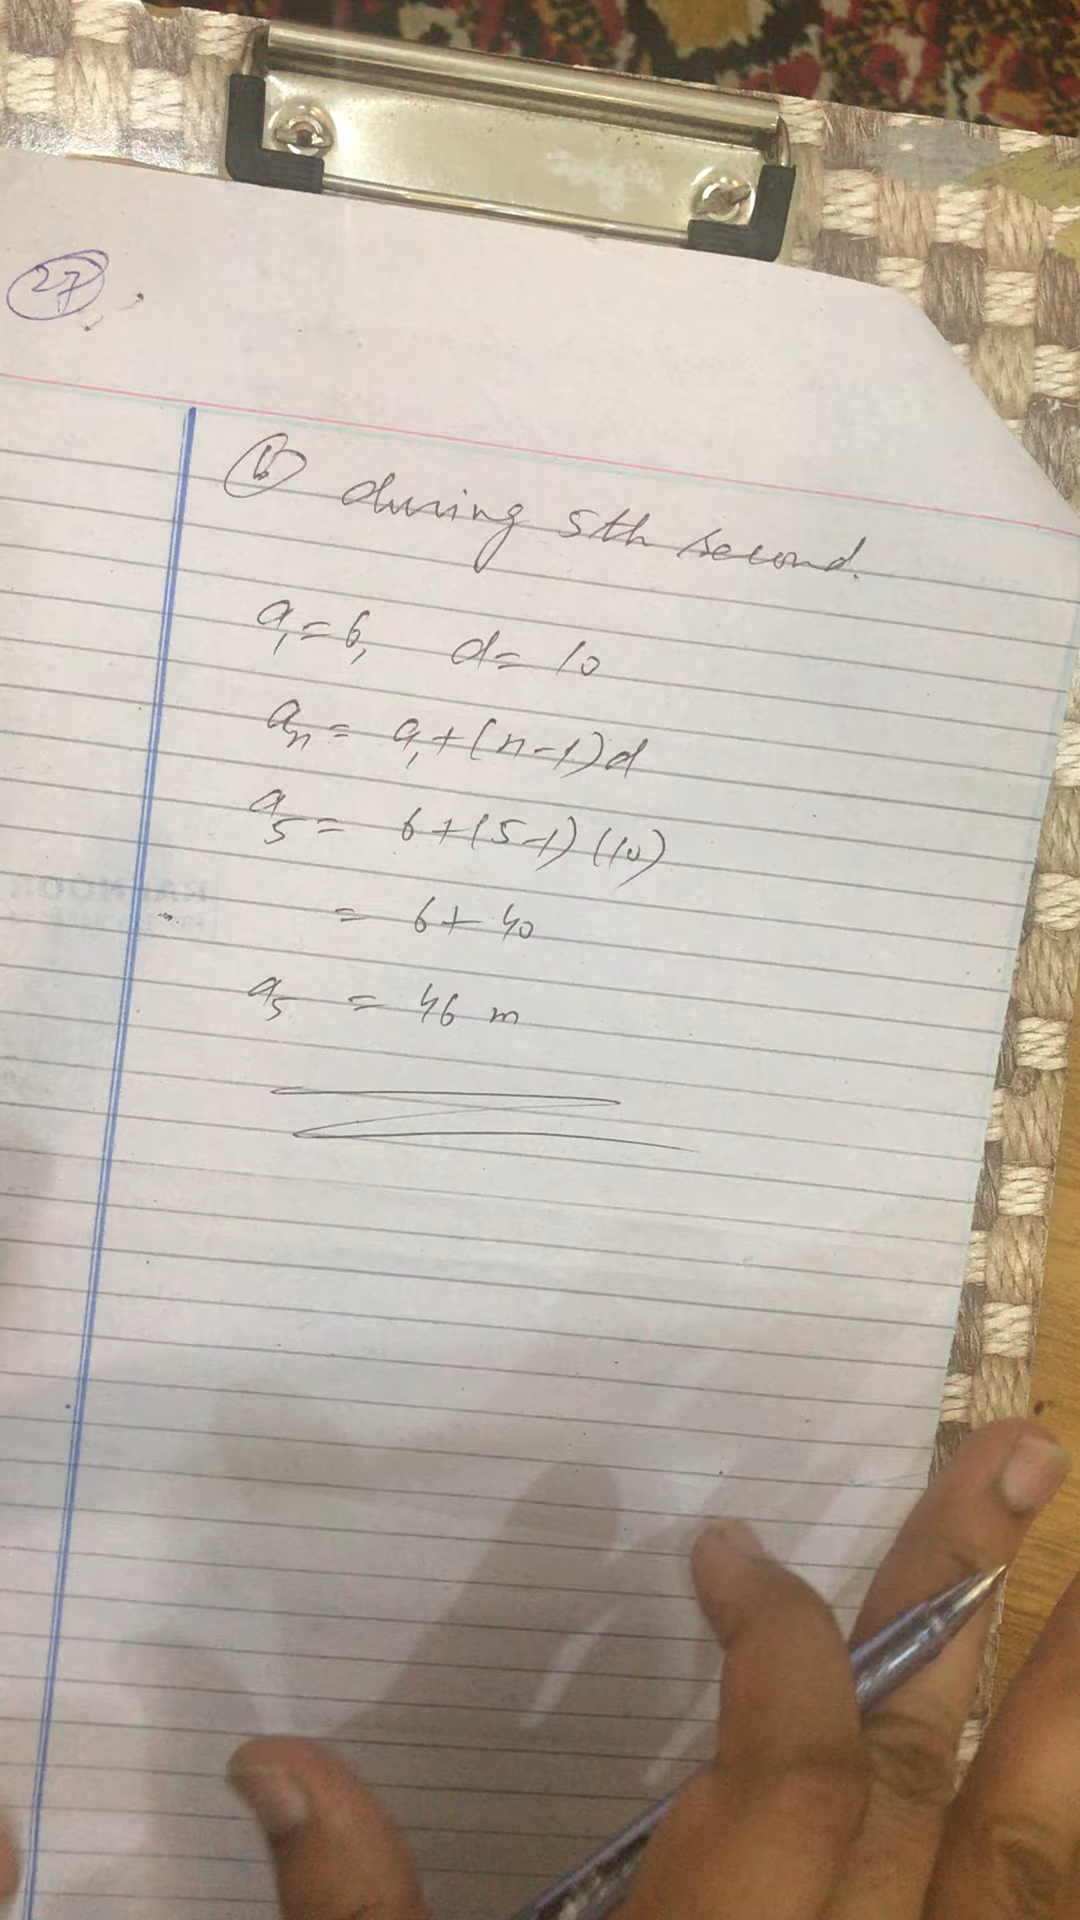 27
(b) during 5th second.
a₁ = 6, d = 10
aₙ = a₁ + (n-1)d
a₅ = 6 + (5-1)(10)
= 6 + 40
a₅ = 46 m